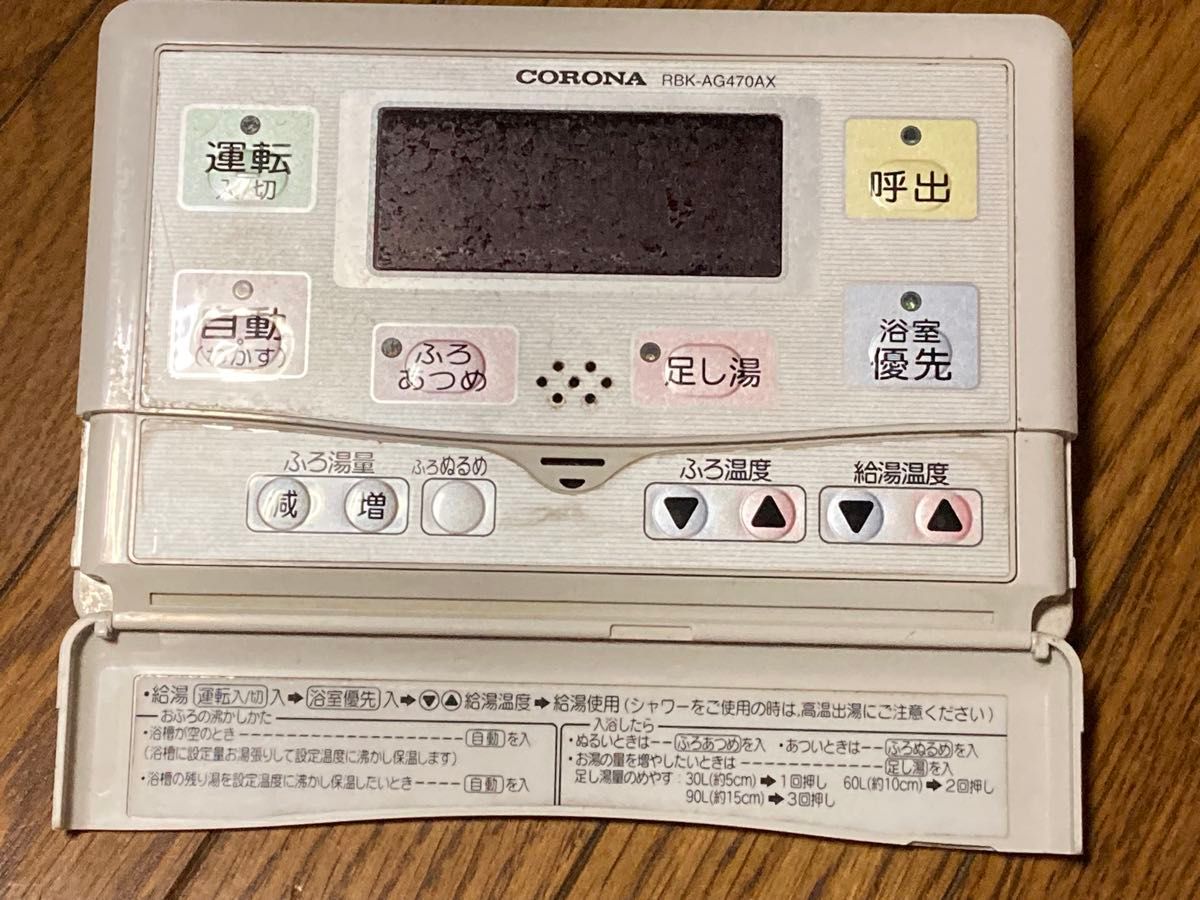 CORONA RBK-AG470AX
運転
入/切
呼出
自動
(わかす)
ふろ
あつめ
足し湯
浴室
優先
ふろ湯量
減 増
ふろぬるめ
ふろ温度
▼ ▲
給湯温度
▼ ▲
・給湯 運転入/切 入➡浴室優先 入➡▼▲給湯温度➡給湯使用(シャワーをご使用の時は,高温出湯にご注意ください)
おふろの沸かしかた
・浴槽が空のとき----自動を入
(浴槽に設定量お湯張りして設定温度に沸かし保温します)
・浴槽の残り湯を設定温度に沸かし保温したいとき----自動を入
入浴したら
・ぬるいときは--ふろあつめを入 ・あついときは--ふろぬるめを入
・お湯の量を増やしたいときは----足し湯を入
足し湯量のめやす:30L(約5cm)➡1回押し 60L(約10cm)➡2回押し
90L(約15cm)➡3回押し